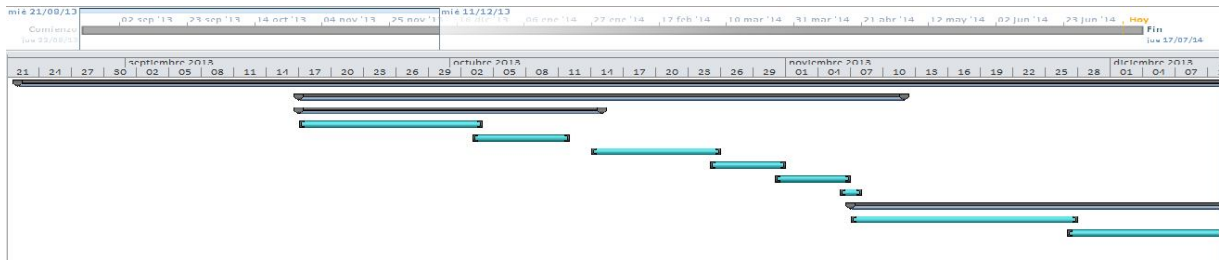 mié 21/08/13 mié 11/12/13
02 sep '13 23 sep '13 14 oct '13 04 nov '13 25 nov '13 16 dic '13 06 ene '14 27 ene '14 17 feb '14 10 mar '14 31 mar '14 21 abr '14 12 may '14 02 jun '14 23 jun '14 Hoy
Comienzo Fin
jue 17/07/14
septiembre 2013 octubre 2013 noviembre 2013 diciembre 2013
21 24 27 30 02 05 08 11 14 17 20 23 26 29 02 05 08 11 14 17 20 23 26 29 01 04 07 10 13 16 19 22 25 28 01 04 07